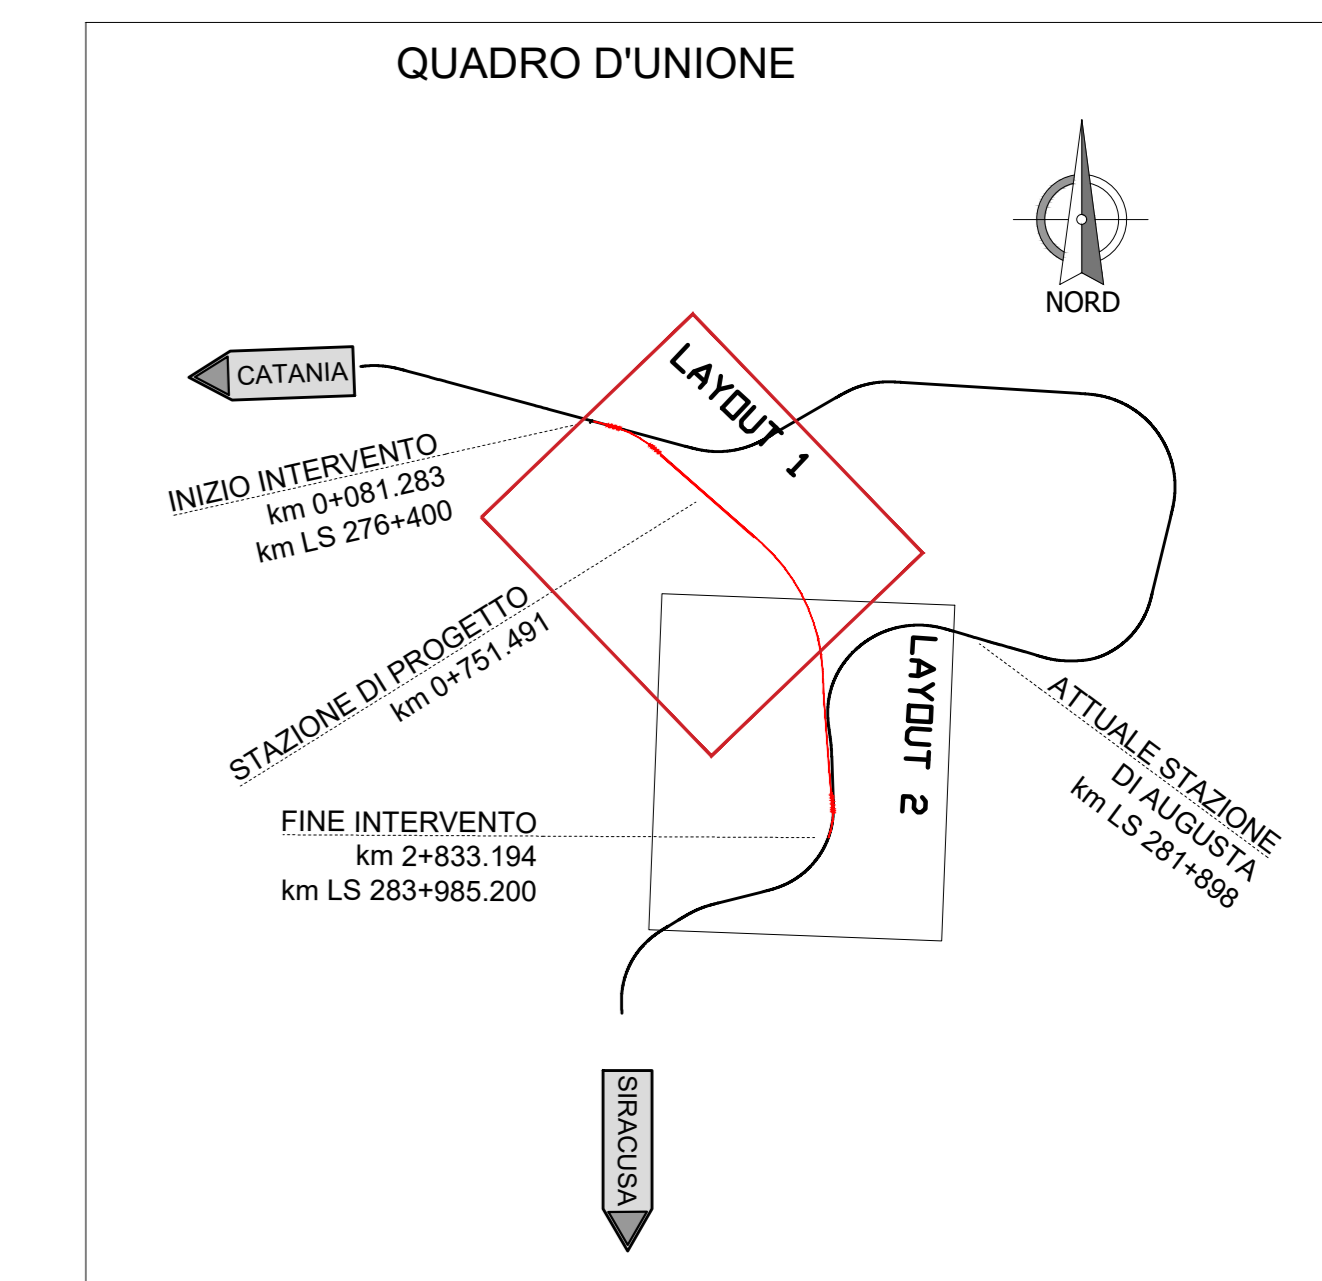 QUADRO D'UNIONE
NORD
CATANIA
LAYOUT 1
INIZIO INTERVENTO
km 0+081.283
km LS 276+400
STAZIONE DI PROGETTO
km 0+751.491
LAYOUT 2
ATTUALE STAZIONE
DI AUGUSTA
km LS 281+898
FINE INTERVENTO
km 2+833.194
km LS 283+985.200
SIRACUSA